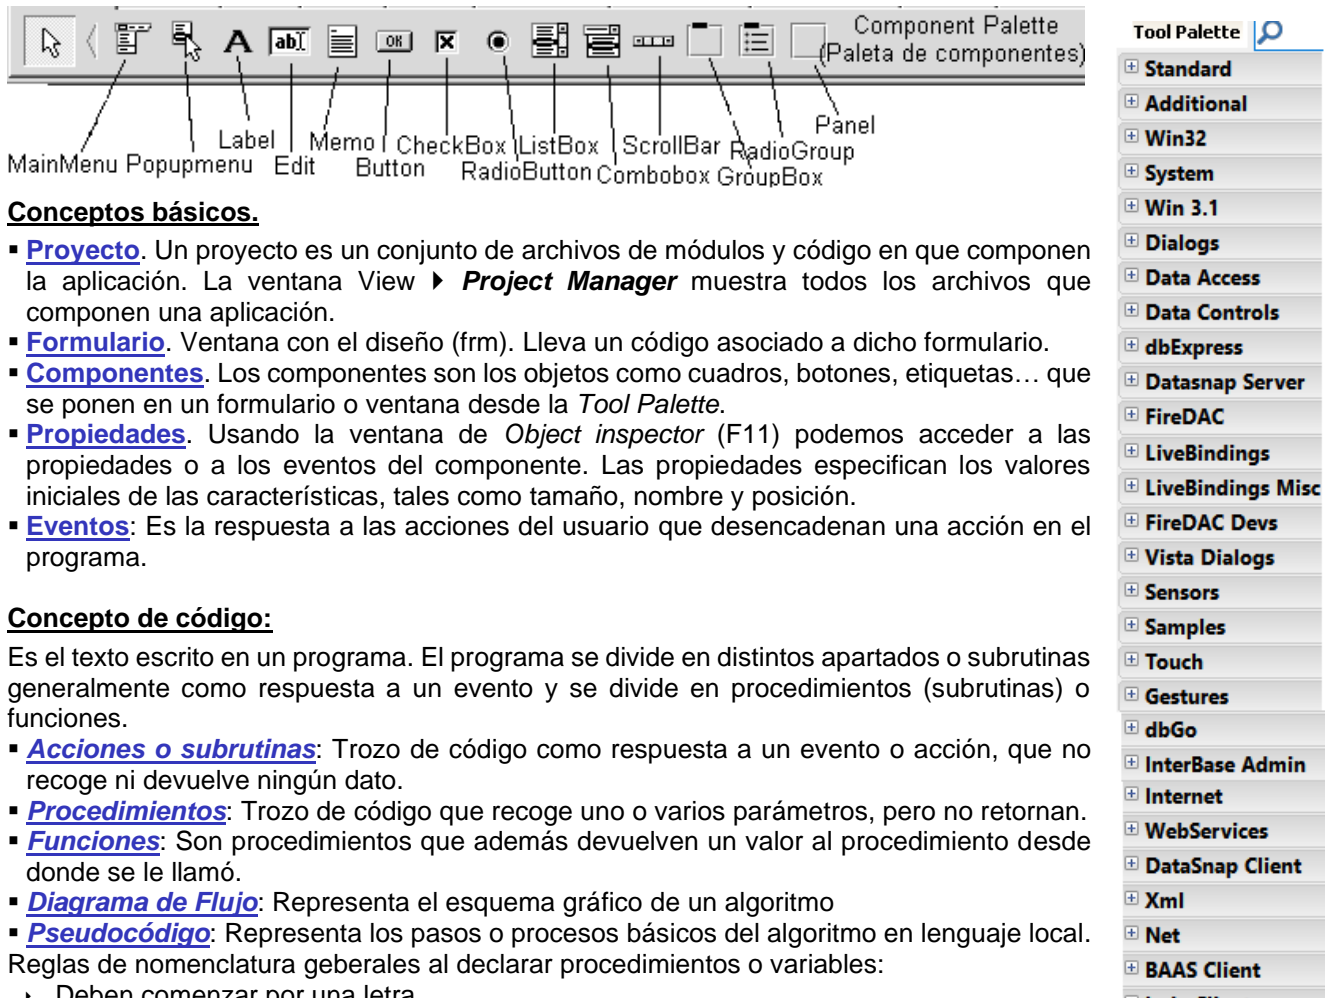 Component Palette
(Paleta de componentes)
abI
OK
Label Memo CheckBox ListBox ScrollBar RadioGroup Panel
MainMenu Popupmenu Edit Button RadioButton Combobox GroupBox
Conceptos básicos.
▪ Proyecto. Un proyecto es un conjunto de archivos de módulos y código en que componen
la aplicación. La ventana View Project Manager muestra todos los archivos que
componen una aplicación.
▪ Formulario. Ventana con el diseño (frm). Lleva un código asociado a dicho formulario.
▪ Componentes. Los componentes son los objetos como cuadros, botones, etiquetas… que
se ponen en un formulario o ventana desde la Tool Palette.
▪ Propiedades. Usando la ventana de Object inspector (F11) podemos acceder a las
propiedades o a los eventos del componente. Las propiedades especifican los valores
iniciales de las características, tales como tamaño, nombre y posición.
▪ Eventos: Es la respuesta a las acciones del usuario que desencadenan una acción en el
programa.
Concepto de código:
Es el texto escrito en un programa. El programa se divide en distintos apartados o subrutinas
generalmente como respuesta a un evento y se divide en procedimientos (subrutinas) o
funciones.
▪ Acciones o subrutinas: Trozo de código como respuesta a un evento o acción, que no
recoge ni devuelve ningún dato.
▪ Procedimientos: Trozo de código que recoge uno o varios parámetros, pero no retornan.
▪ Funciones: Son procedimientos que además devuelven un valor al procedimiento desde
donde se le llamó.
▪ Diagrama de Flujo: Representa el esquema gráfico de un algoritmo
▪ Pseudocódigo: Representa los pasos o procesos básicos del algoritmo en lenguaje local.
Reglas de nomenclatura geberales al declarar procedimientos o variables:
Deben comenzar por una letra
Tool Palette
Standard
Additional
Win32
System
Win 3.1
Dialogs
Data Access
Data Controls
dbExpress
Datasnap Server
FireDAC
LiveBindings
LiveBindings Misc
FireDAC Devs
Vista Dialogs
Sensors
Samples
Touch
Gestures
dbGo
InterBase Admin
Internet
WebServices
DataSnap Client
Xml
Net
BAAS Client